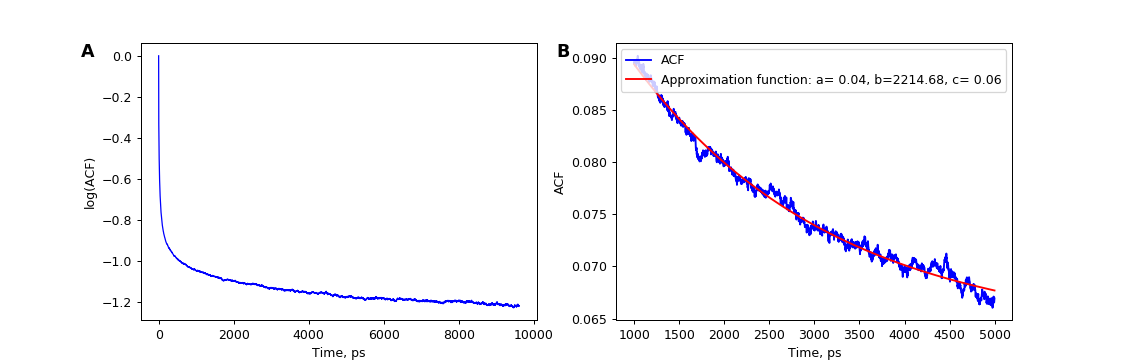 A
log(ACF)
0.0
−0.2
−0.4
−0.6
−0.8
−1.0
−1.2
0 2000 4000 6000 8000 10000
Time, ps
B
ACF
0.090
0.085
0.080
0.075
0.070
0.065
ACF
Approximation function: a= 0.04, b=2214.68, c= 0.06
1000 1500 2000 2500 3000 3500 4000 4500 5000
Time, ps